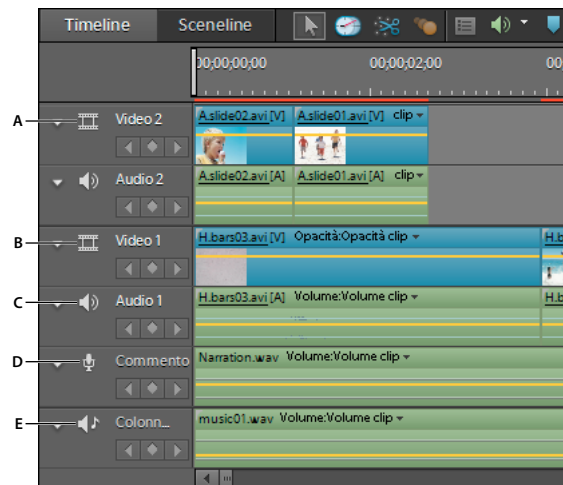 Timeline Sceneline
00;00;00;00 00;00;02;00 00
A Video 2 A.slide02.avi [V] A.slide01.avi [V] clip
Audio 2 A.slide02.avi [A] A.slide01.avi [A] clip
B Video 1 H.bars03.avi [V] Opacità:Opacità clip H.b
C Audio 1 H.bars03.avi [A] Volume:Volume clip H.b
D Commento Narration.wav Volume:Volume clip
E Colonn... music01.wav Volume:Volume clip